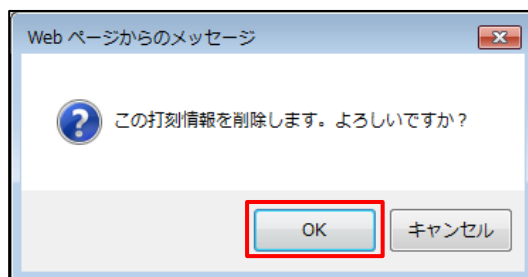 Web ページからのメッセージ
この打刻情報を削除します。よろしいですか？
OK
キャンセル